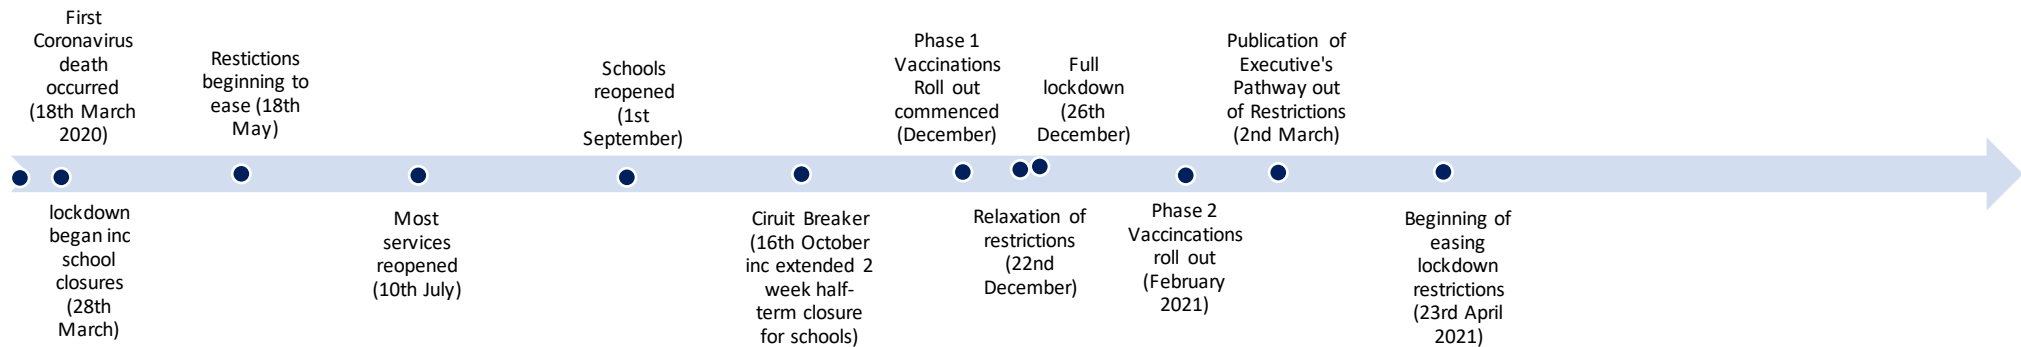 First
Coronavirus
death
occurred
(18th March
2020)
lockdown
began inc
school
closures
(28th
March)
Restictions
beginning to
ease (18th
May)
Most
services
reopened
(10th July)
Schools
reopened
(1st
September)
Ciruit Breaker
(16th October
inc extended 2
week half-
term closure
for schools)
Phase 1
Vaccinations
Roll out
commenced
(December)
Relaxation of
restrictions
(22nd
December)
Full
lockdown
(26th
December)
Phase 2
Vaccincations
roll out
(February
2021)
Publication of
Executive's
Pathway out
of Restrictions
(2nd March)
Beginning of
easing
lockdown
restrictions
(23rd April
2021)